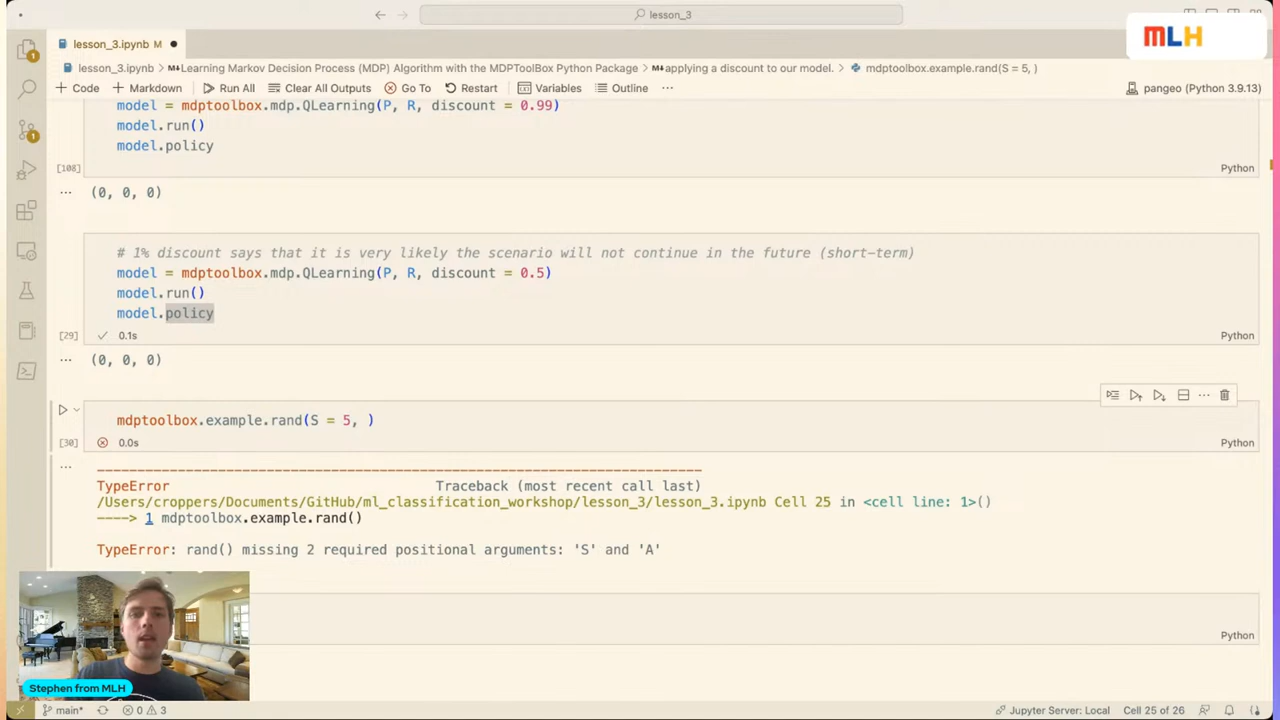 lesson_3
MLH
lesson_3.ipynb M
lesson_3.ipynb > Learning Markov Decision Process (MDP) Algorithm with the MDPToolBox Python Package > applying a discount to our model. > mdptoolbox.example.rand(S = 5, )
+ Code + Markdown Run All Clear All Outputs Go To Restart Variables Outline ...
pangeo (Python 3.9.13)
model = mdptoolbox.mdp.QLearning(P, R, discount = 0.99)
model.run()
model.policy
[108] Python
... (0, 0, 0)
# 1% discount says that it is very likely the scenario will not continue in the future (short-term)
model = mdptoolbox.mdp.QLearning(P, R, discount = 0.5)
model.run()
model.policy
[29] 0.1s Python
... (0, 0, 0)
mdptoolbox.example.rand(S = 5, )
[30] 0.0s Python
...
TypeError Traceback (most recent call last)
/Users/croppers/Documents/GitHub/ml_classification_workshop/lesson_3/lesson_3.ipynb Cell 25 in <cell line: 1>()
----> 1 mdptoolbox.example.rand()
TypeError: rand() missing 2 required positional arguments: 'S' and 'A'
Python
Stephen from MLH
main* 0 3 Jupyter Server: Local Cell 25 of 26